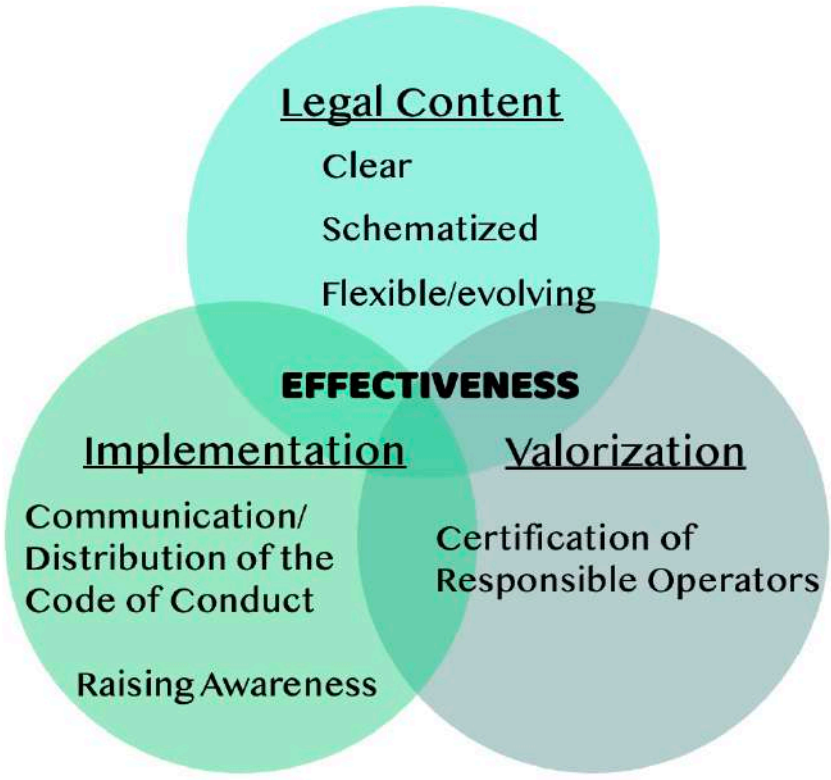 Legal Content
Clear
Schematized
Flexible/evolving
EFFECTIVENESS
Implementation
Communication/
Distribution of the
Code of Conduct
Raising Awareness
Valorization
Certification of
Responsible Operators